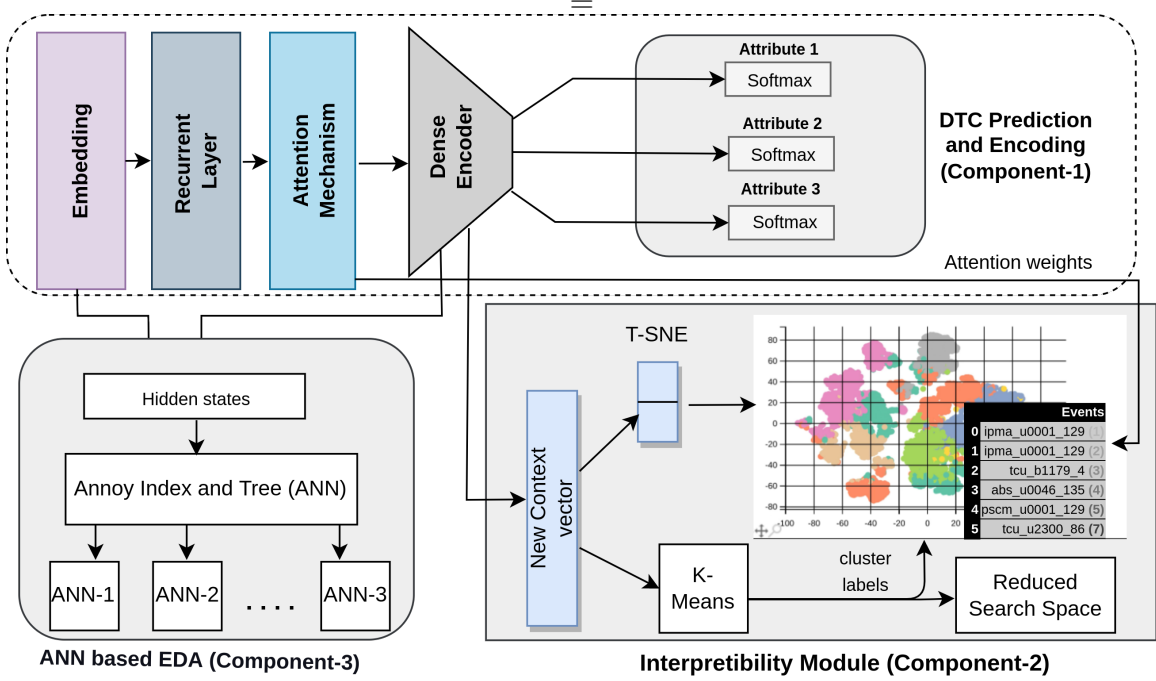 Embedding
Recurrent
Layer
Attention
Mechanism
Dense
Encoder
Attribute 1
Softmax
Attribute 2
Softmax
Attribute 3
Softmax
DTC Prediction
and Encoding
(Component-1)
Attention weights
Hidden states
Annoy Index and Tree (ANN)
ANN-1
ANN-2
. . . .
ANN-3
ANN based EDA (Component-3)
New Context
vector
T-SNE
80
60
40
20
0
-20
-40
-60
-80
-100
-80
-60
-40
-20
0
20
Events
0 ipma_u0001_129 (1)
1 ipma_u0001_129 (2)
2 tcu_b1179_4 (3)
3 abs_u0046_135 (4)
4 pscm_u0001_129 (5)
5 tcu_u2300_86 (7)
K-
Means
cluster
labels
Reduced
Search Space
Interpretibility Module (Component-2)